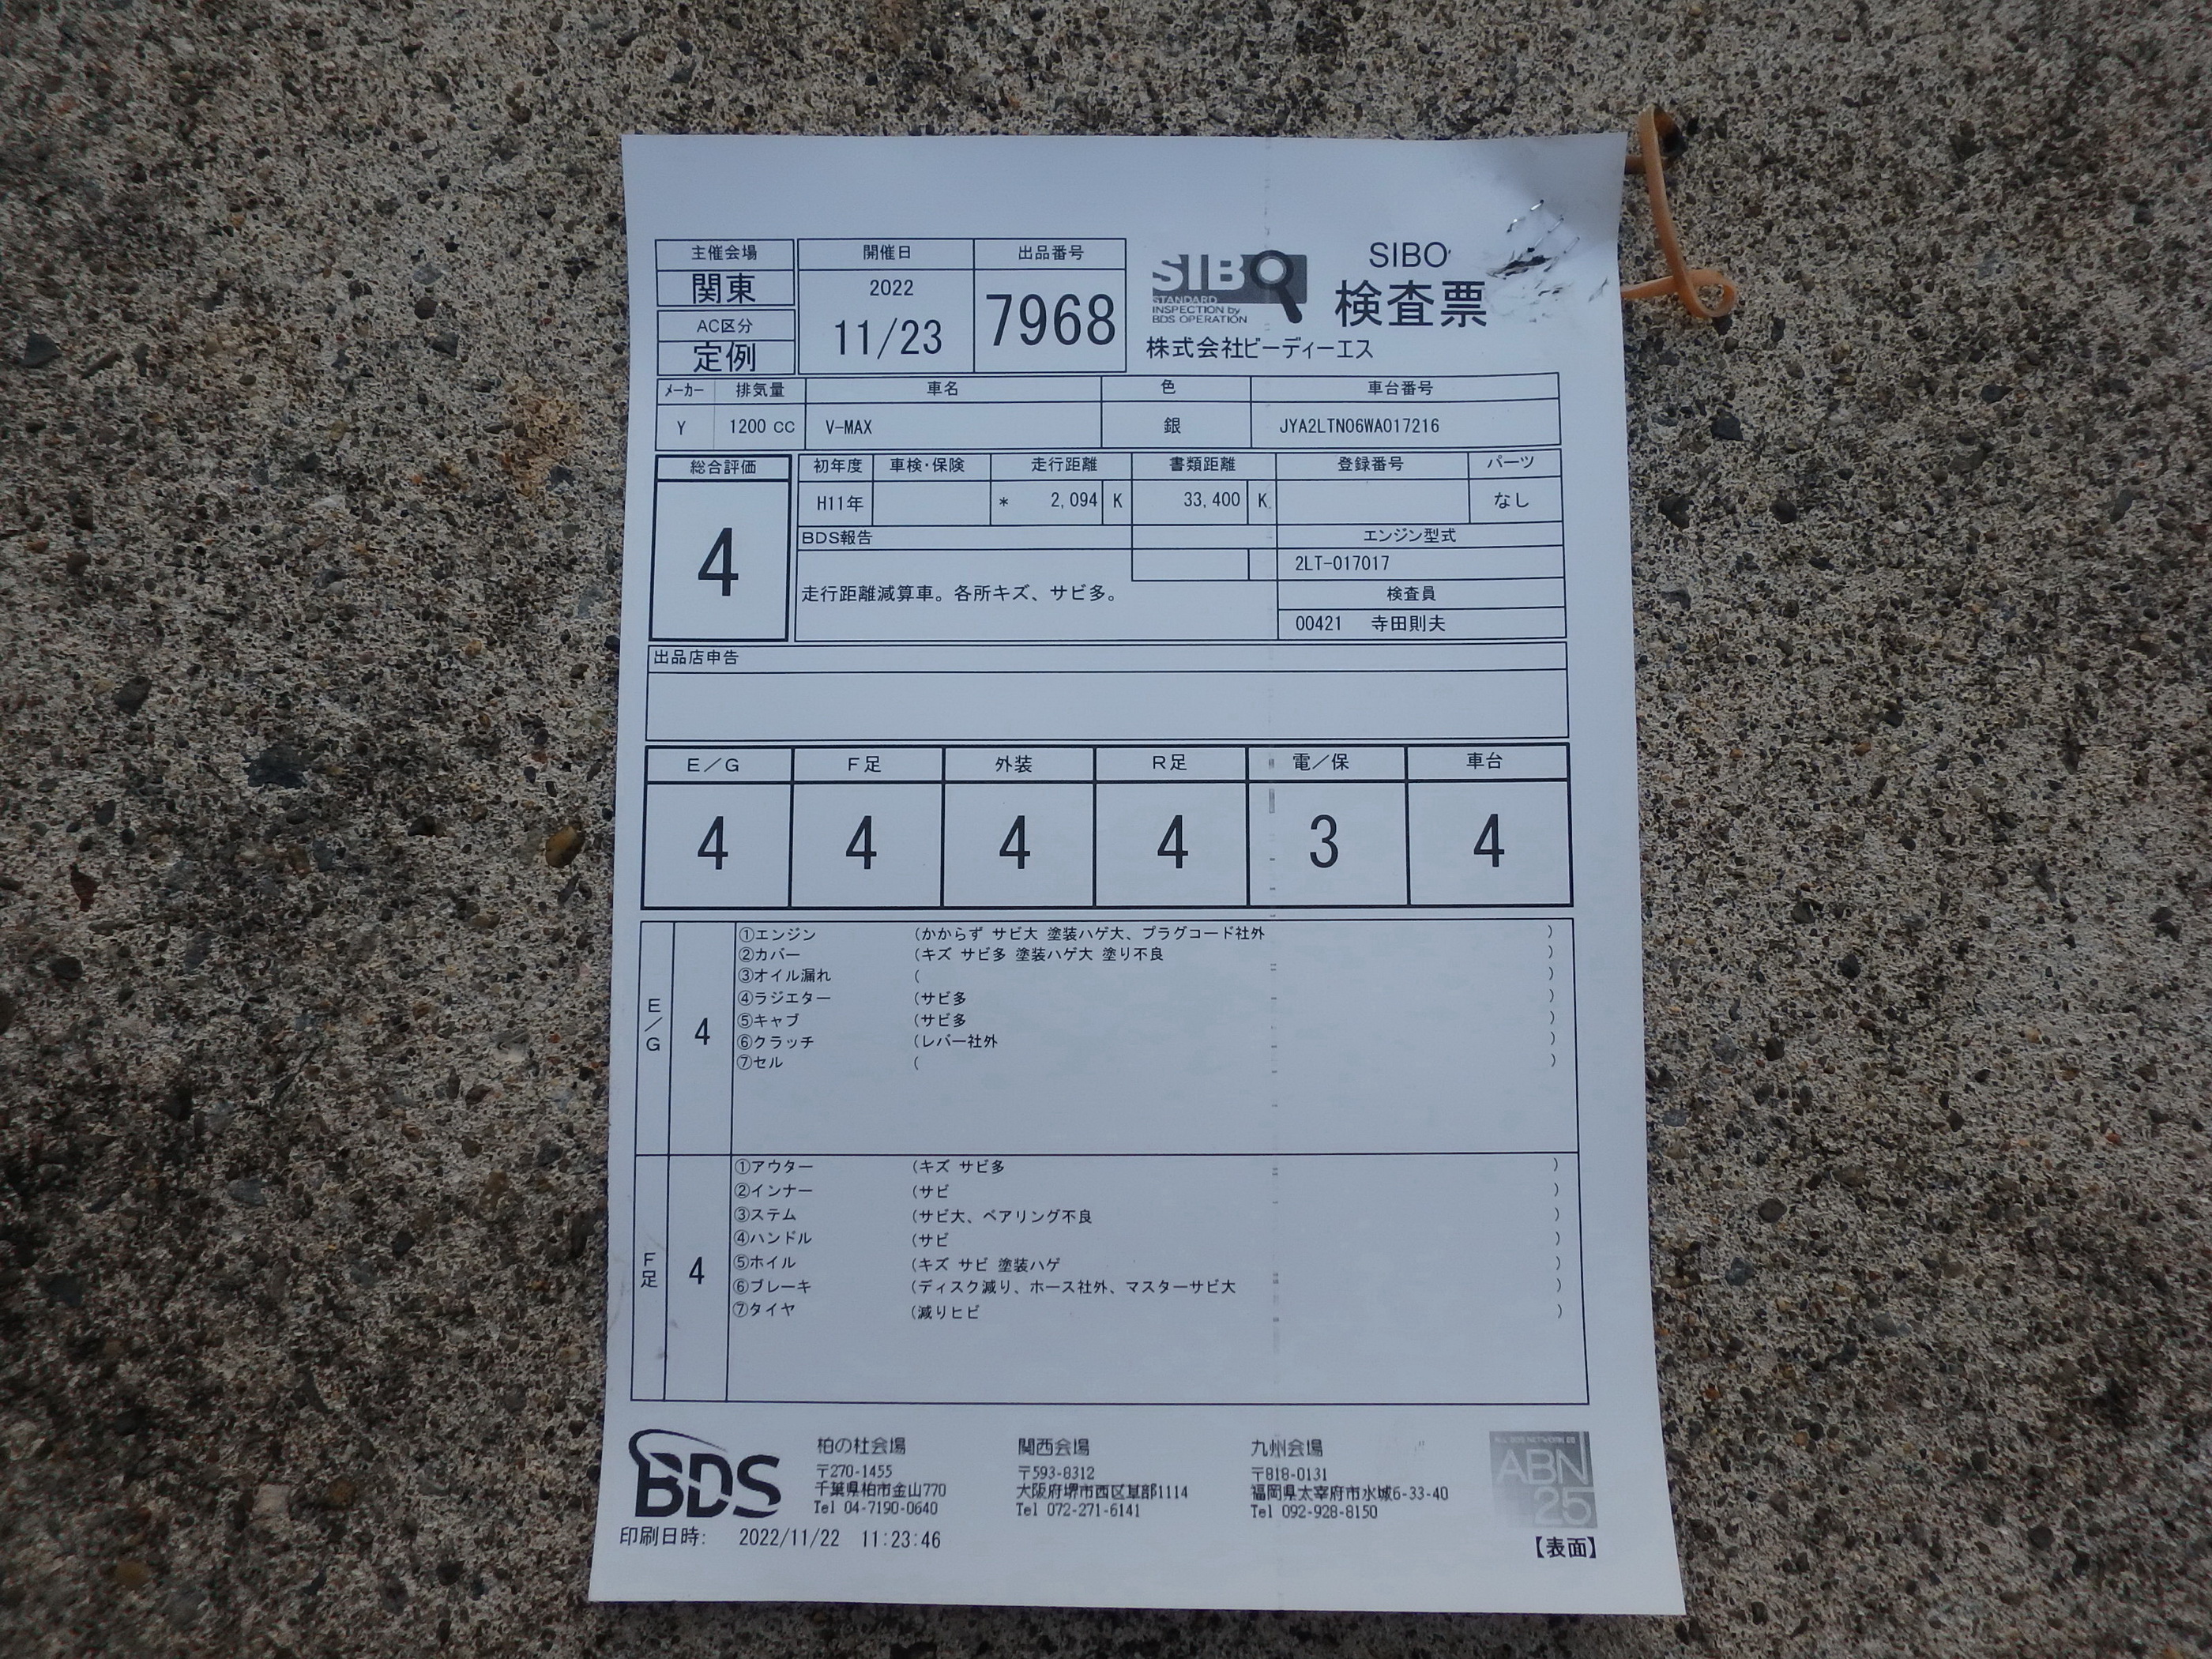 主催会場 開催日 出品番号
関東 2022 7968
AC区分 11/23
定例
SIBO
STANDARD
INSPECTION by
BDS OPERATION
SIBO
検査票
株式会社ビーディーエス
メーカー 排気量 車名 色 車台番号
Y 1200 CC V-MAX 銀 JYA2LTN06WA017216
総合評価 初年度 車検・保険 走行距離 書類距離 登録番号 パーツ
4 H11年 * 2,094 K 33,400 K なし
BDS報告 エンジン型式
2LT-017017
走行距離減算車。各所キズ、サビ多。 検査員
00421 寺田則夫
出品店申告
E/G F足 外装 R足 電/保 車台
4 4 4 4 3 4
E/G 4
①エンジン (かからず サビ大 塗装ハゲ大、プラグコード社外 )
②カバー (キズ サビ多 塗装ハゲ大 塗り不良 )
③オイル漏れ ( )
④ラジエター (サビ多 )
⑤キャブ (サビ多 )
⑥クラッチ (レバー社外 )
⑦セル ( )
F足 4
①アウター (キズ サビ多 )
②インナー (サビ )
③ステム (サビ大、ベアリング不良 )
④ハンドル (サビ )
⑤ホイル (キズ サビ 塗装ハゲ )
⑥ブレーキ (ディスク減り、ホース社外、マスターサビ大 )
⑦タイヤ (減りヒビ )
BDS
柏の杜会場
〒270-1455
千葉県柏市金山770
Tel 04-7190-0640
関西会場
〒593-8312
大阪府堺市西区草部1114
Tel 072-271-6141
九州会場
〒818-0131
福岡県太宰府市水城6-33-40
Tel 092-928-8150
ABN
25
印刷日時: 2022/11/22 11:23:46
【表面】